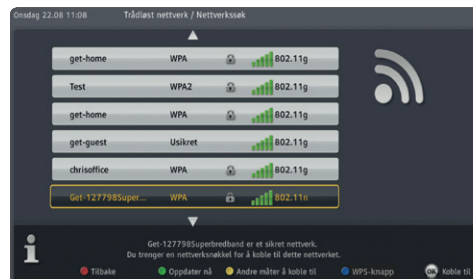 Onsdag 22.08 11:08 Trådløst nettverk / Nettverkssøk
get-home WPA 802.11g
Test WPA2 802.11g
get-home WPA 802.11g
get-guest Usikret 802.11g
chrisoffice WPA 802.11g
Get-127798Super... WPA 802.11n
Get-127798Superbredband er et sikret nettverk.
Du trenger en nettverksnøkkel for å koble til dette nettverket.
Tilbake Oppdater nå Andre måter å koble til WPS-knapp OK Koble til